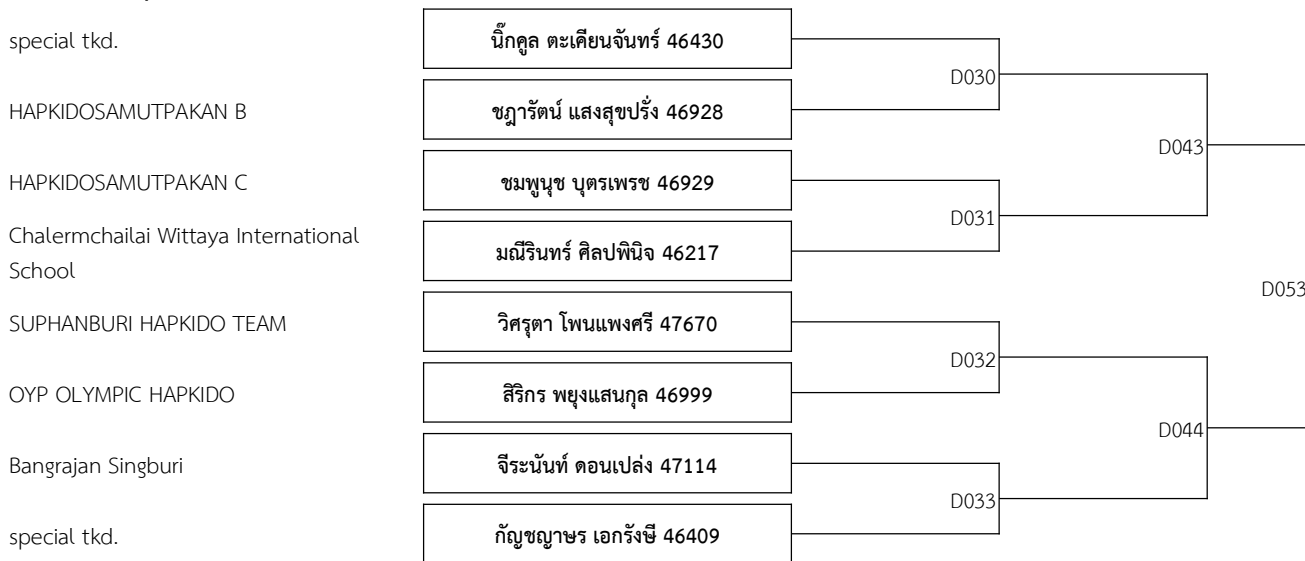 special tkd.
นิ๊กคูล ตะเคียนจันทร์ 46430
D030
HAPKIDOSAMUTPAKAN B
ชฎารัตน์ แสงสุขปรั่ง 46928
D043
HAPKIDOSAMUTPAKAN C
ชมพูนุช บุตรเพรช 46929
D031
Chalermchailai Wittaya International
School
มณีรินทร์ ศิลปพินิจ 46217
D053
SUPHANBURI HAPKIDO TEAM
วิศรุตา โพนแพงศรี 47670
D032
OYP OLYMPIC HAPKIDO
สิริกร พยุงแสนกุล 46999
D044
Bangrajan Singburi
จีระนันท์ ดอนเปล่ง 47114
D033
special tkd.
กัญชญาษร เอกรังษี 46409